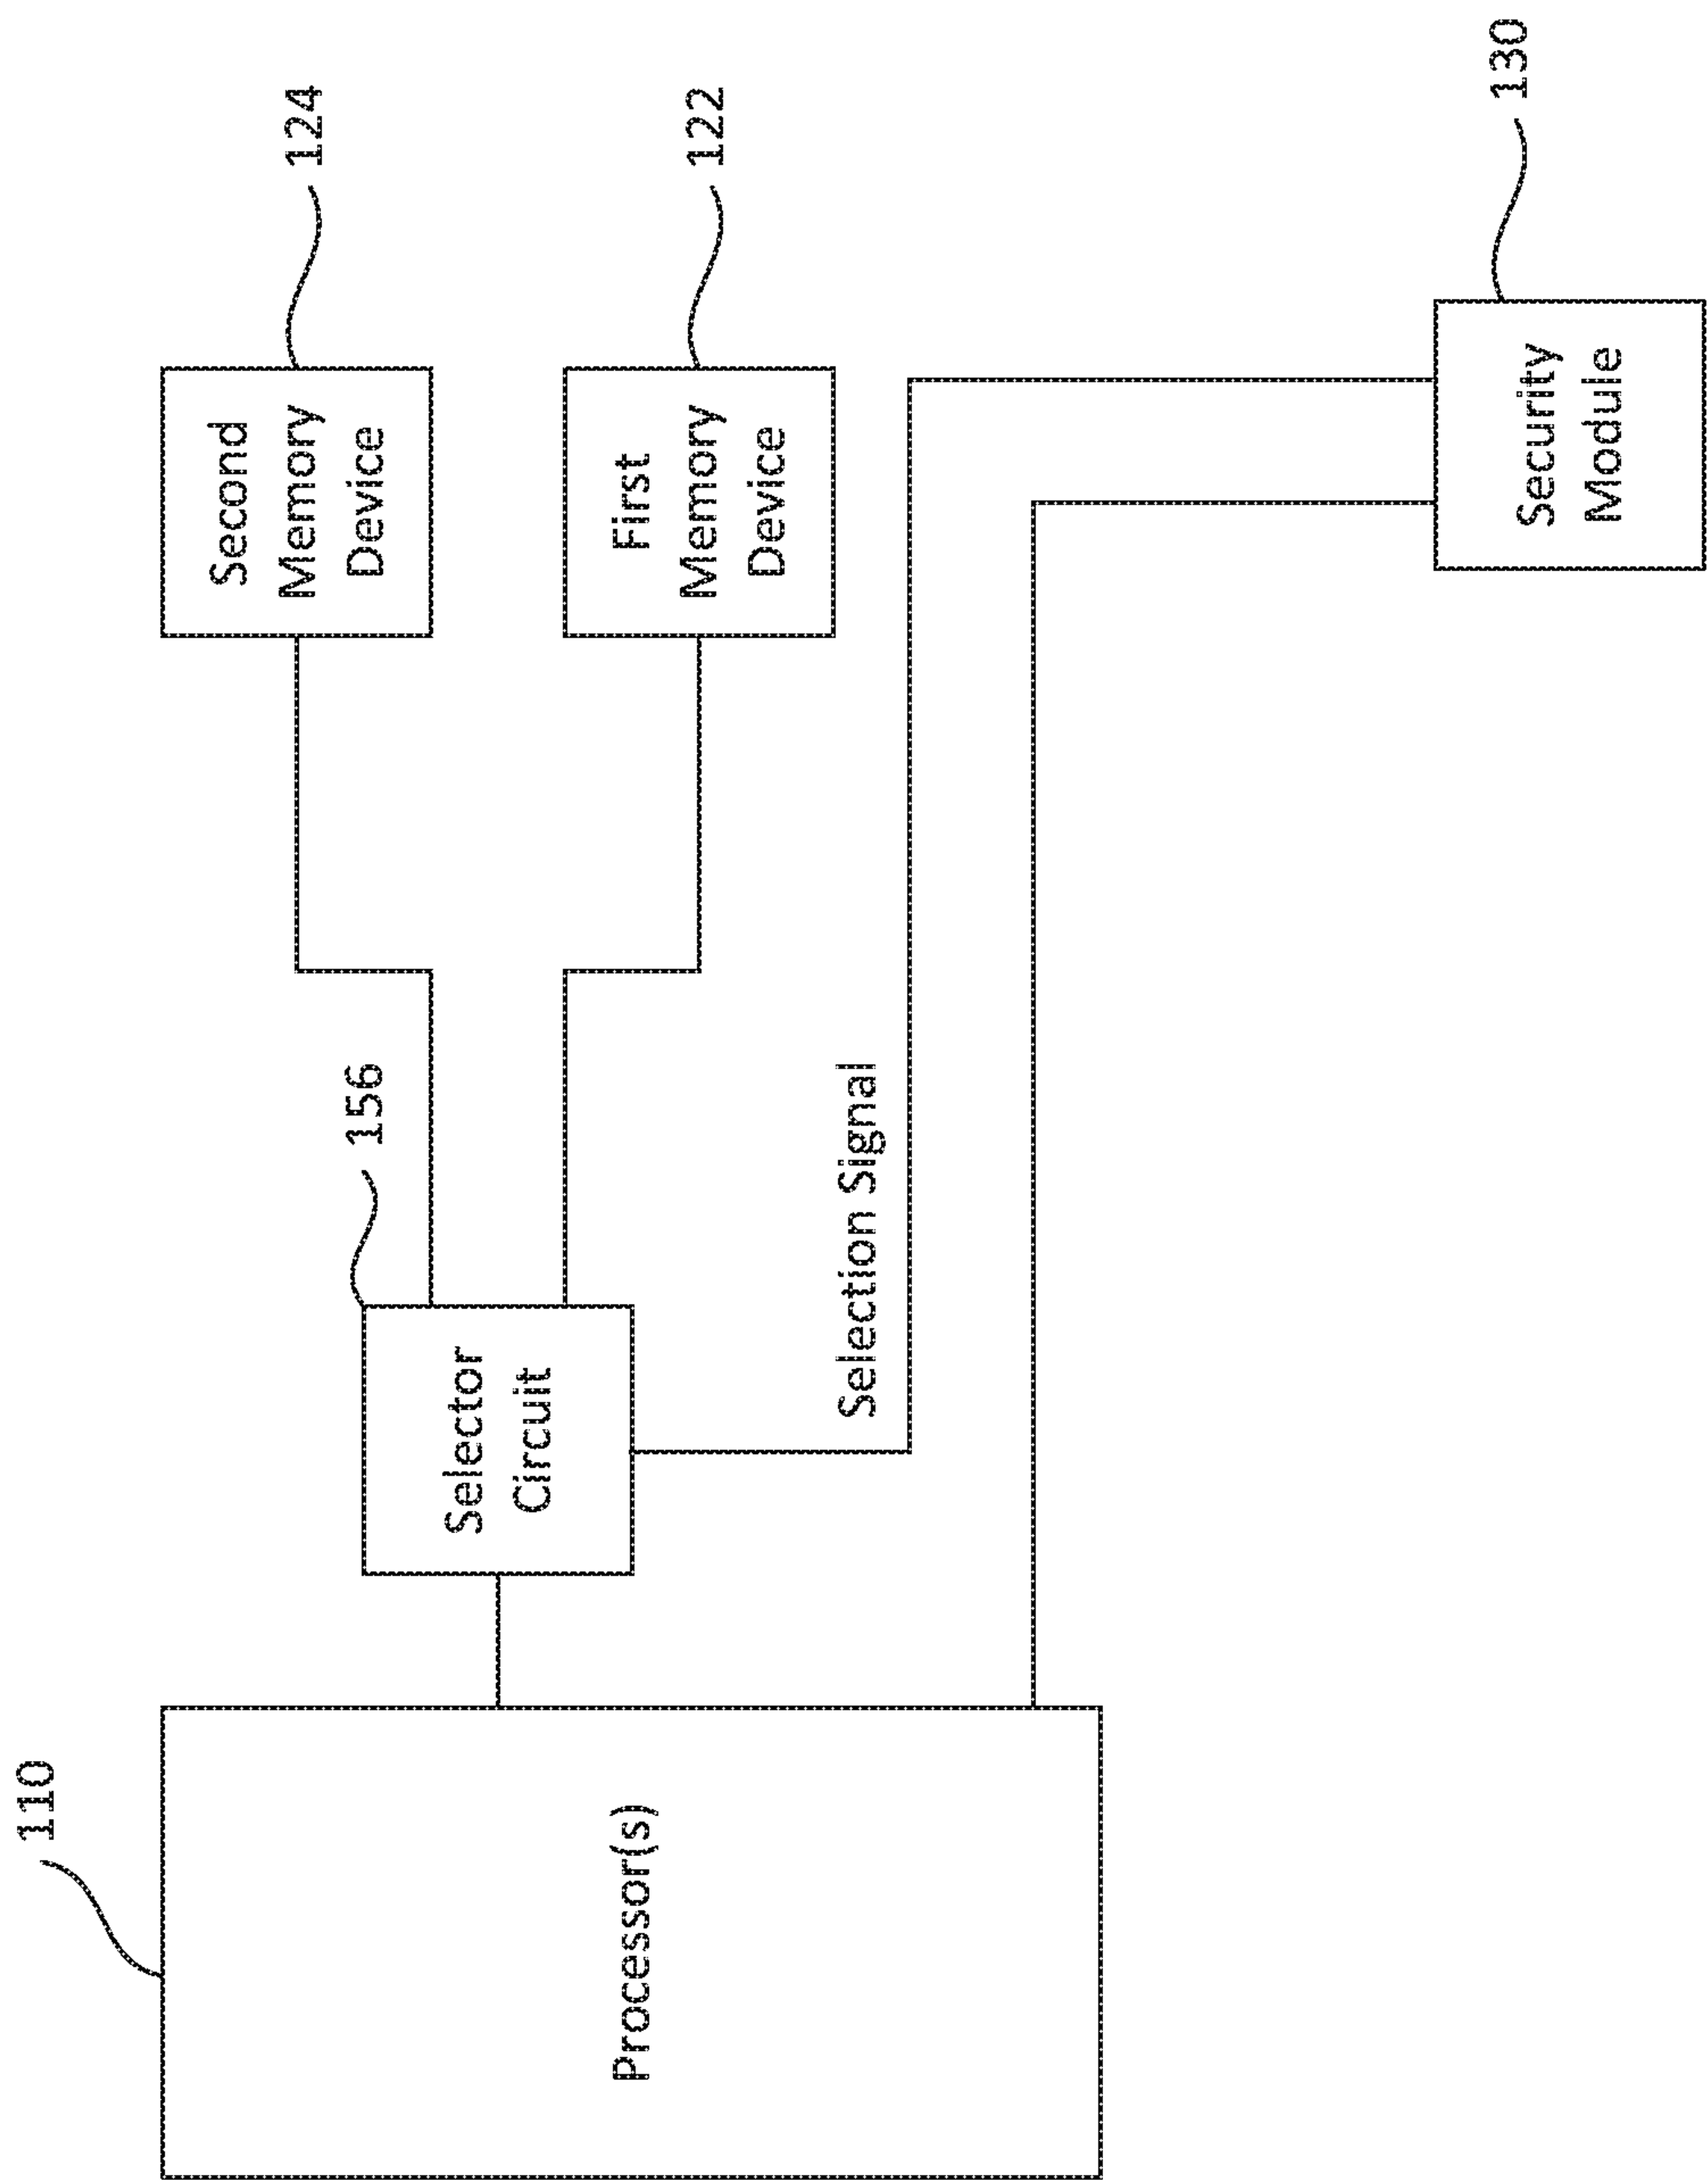 110
Processor(s)
Selector
Circuit
156
Second
Memory
Device
124
First
Memory
Device
122
Selection Signal
Security
Module
130